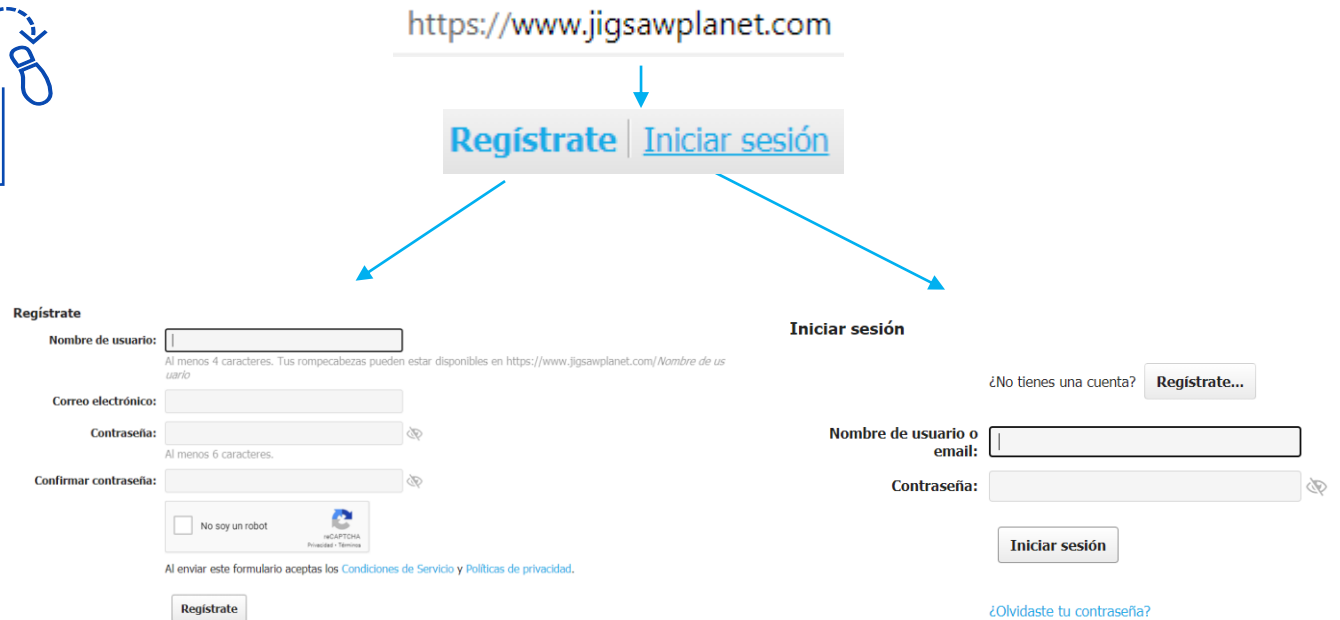 https://www.jigsawplanet.com
Regístrate Iniciar sesión
Regístrate
Nombre de usuario:
Al menos 4 caracteres. Tus rompecabezas pueden estar disponibles en https://www.jigsawplanet.com/Nombre de us
uario
Correo electrónico:
Contraseña:
Al menos 6 caracteres.
Confirmar contraseña:
No soy un robot
reCAPTCHA
Privacidad - Términos
Al enviar este formulario aceptas los Condiciones de Servicio y Políticas de privacidad.
Regístrate
Iniciar sesión
¿No tienes una cuenta? Regístrate...
Nombre de usuario o
email:
Contraseña:
Iniciar sesión
¿Olvidaste tu contraseña?